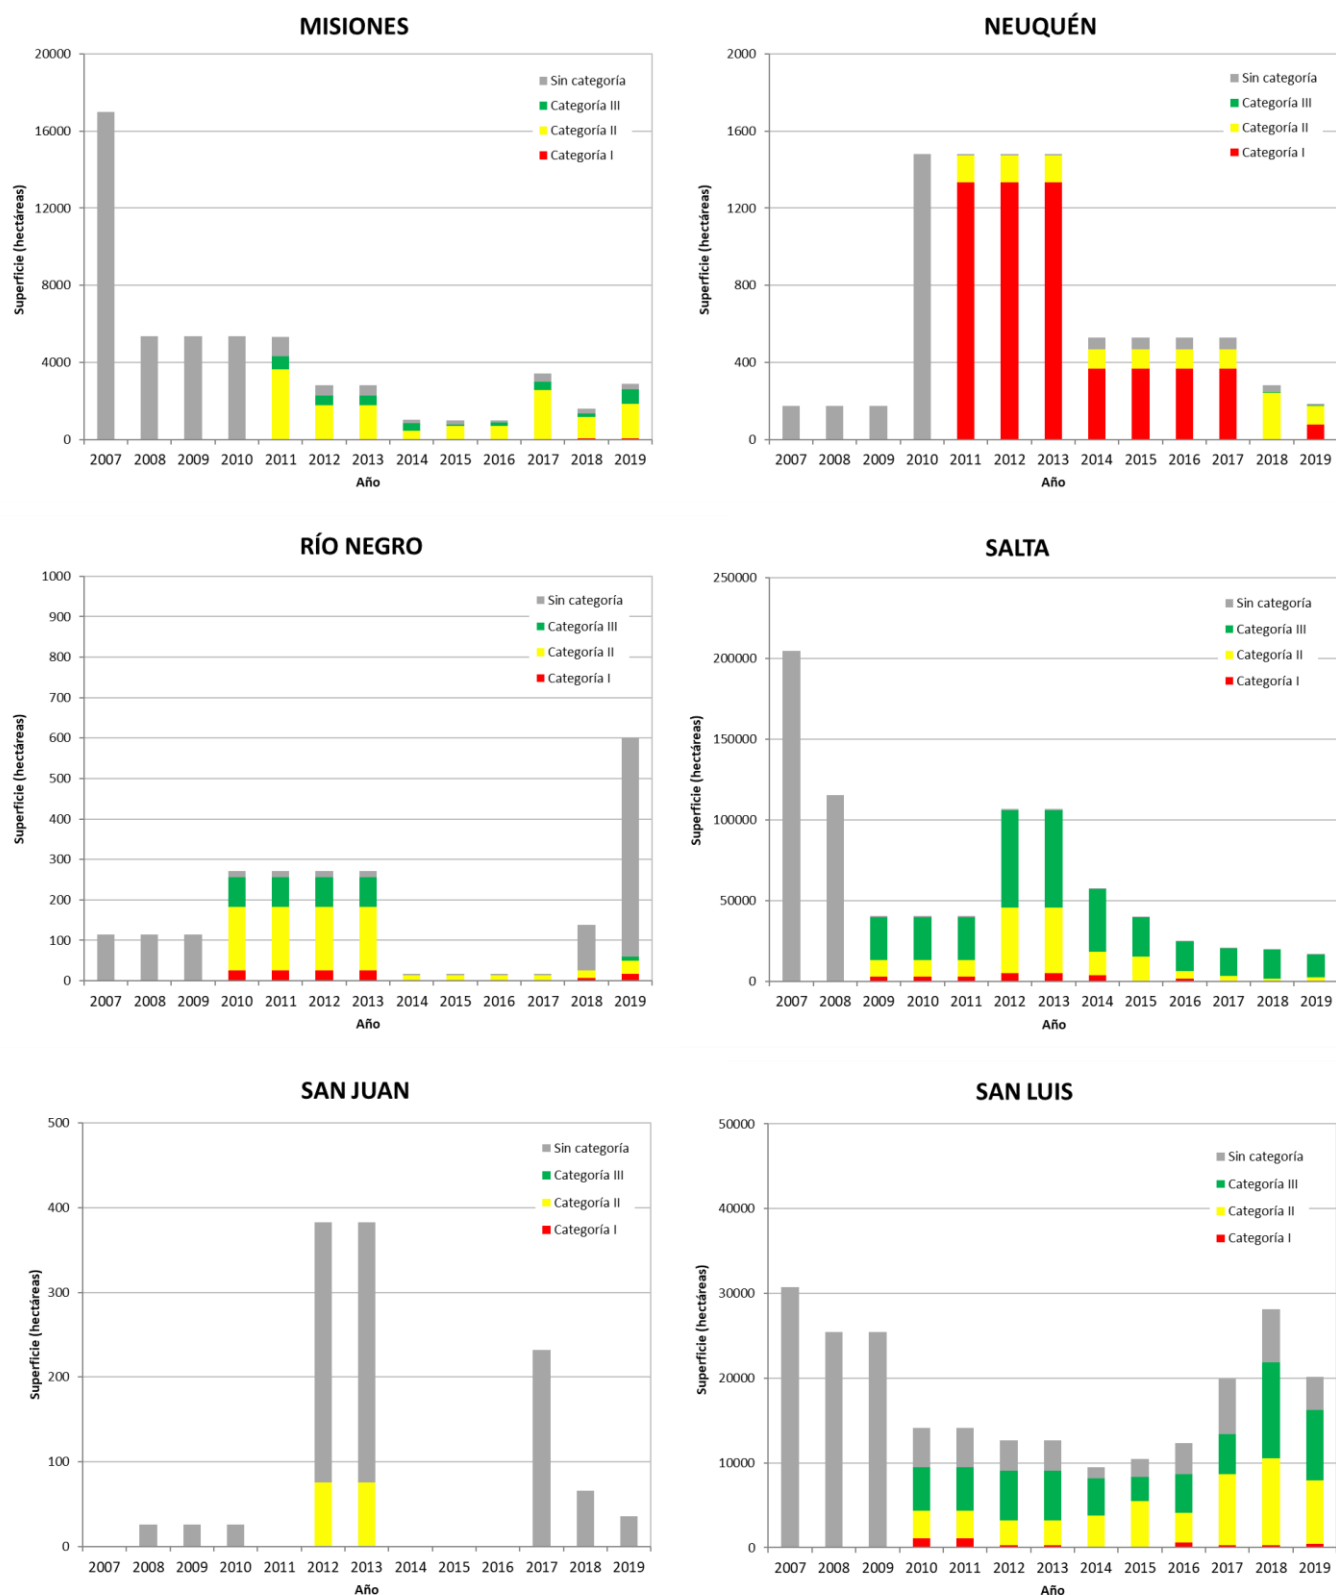 MISIONES
20000
16000
12000
8000
4000
0
Superficie (hectáreas)
Sin categoría
Categoría III
Categoría II
Categoría I
2007 2008 2009 2010 2011 2012 2013 2014 2015 2016 2017 2018 2019
Año
NEUQUÉN
2000
1600
1200
800
400
0
Superficie (hectáreas)
Sin categoría
Categoría III
Categoría II
Categoría I
2007 2008 2009 2010 2011 2012 2013 2014 2015 2016 2017 2018 2019
Año
RÍO NEGRO
1000
900
800
700
600
500
400
300
200
100
0
Superficie (hectáreas)
Sin categoría
Categoría III
Categoría II
Categoría I
2007 2008 2009 2010 2011 2012 2013 2014 2015 2016 2017 2018 2019
Año
SALTA
250000
200000
150000
100000
50000
0
Superficie (hectáreas)
Sin categoría
Categoría III
Categoría II
Categoría I
2007 2008 2009 2010 2011 2012 2013 2014 2015 2016 2017 2018 2019
Año
SAN JUAN
500
400
300
200
100
0
Superficie (hectáreas)
Sin categoría
Categoría III
Categoría II
Categoría I
2007 2008 2009 2010 2011 2012 2013 2014 2015 2016 2017 2018 2019
Año
SAN LUIS
50000
40000
30000
20000
10000
0
Superficie (hectáreas)
Sin categoría
Categoría III
Categoría II
Categoría I
2007 2008 2009 2010 2011 2012 2013 2014 2015 2016 2017 2018 2019
Año